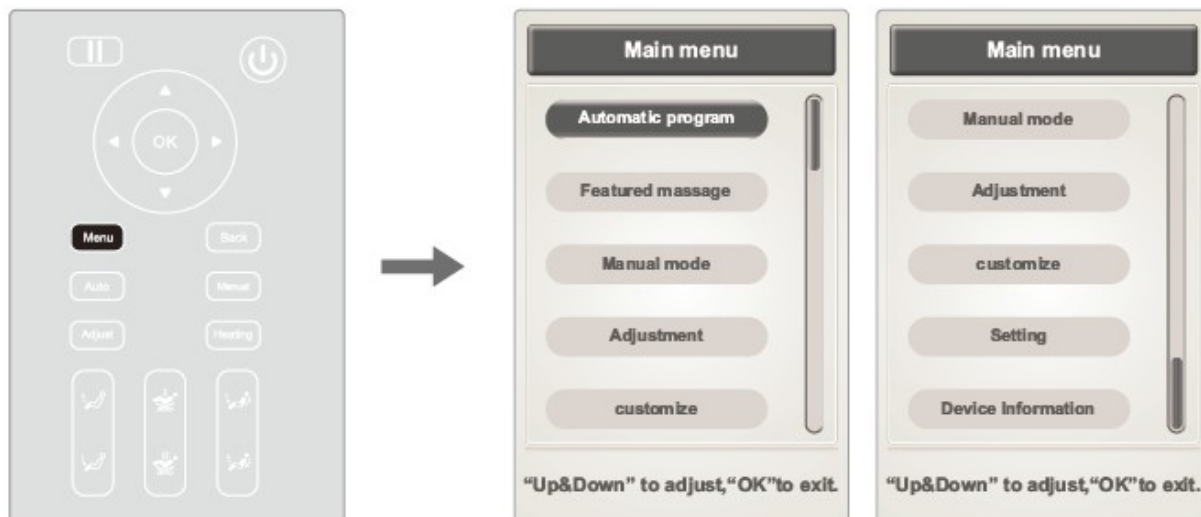 OK
Menu
Back
Auto
Manual
Adjust
Heating
Main menu
Automatic program
Featured massage
Manual mode
Adjustment
customize
“Up&Down” to adjust,“OK”to exit.
Main menu
Manual mode
Adjustment
customize
Setting
Device Information
“Up&Down” to adjust,“OK”to exit.